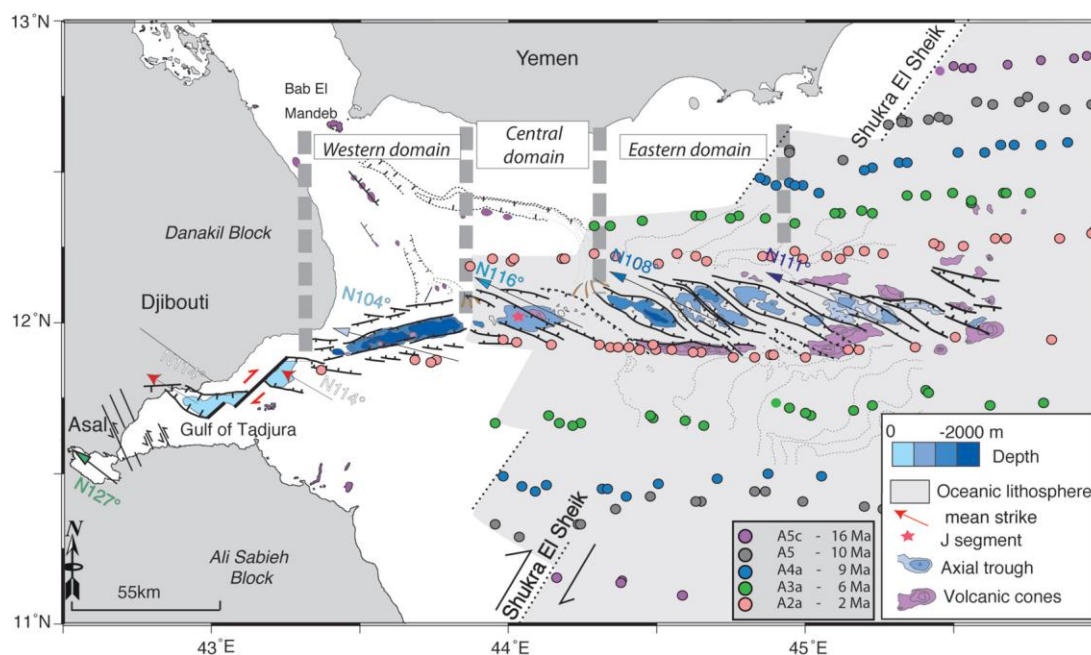 13°N
12°N
11°N
Yemen
Bab El
Mandeb
Western domain
Central
domain
Eastern domain
Shukra El Sheik
Danakil Block
Djibouti
N104°
N116°
N108°
N111°
N114°
N114°
Asal
Gulf of Tadjura
N127°
N
Ali Sabieh
Block
55km
Shukra El Sheik
A5c - 16 Ma
A5 - 10 Ma
A4a - 9 Ma
A3a - 6 Ma
A2a - 2 Ma
0 -2000 m
Depth
Oceanic lithosphere
mean strike
J segment
Axial trough
Volcanic cones
43°E
44°E
45°E